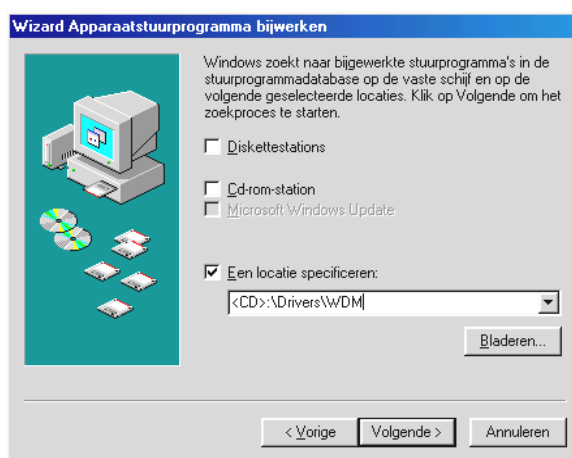 Wizard Apparaatstuurprogramma bijwerken
Windows zoekt naar bijgewerkte stuurprogramma's in de
stuurprogrammadatabase op de vaste schijf en op de
volgende geselecteerde locaties. Klik op Volgende om het
zoekproces te starten.
Diskettestations
Cd-rom-station
Microsoft Windows Update
Een locatie specificeren:
<CD>:\Drivers\WDM
Bladeren...
< Vorige Volgende > Annuleren